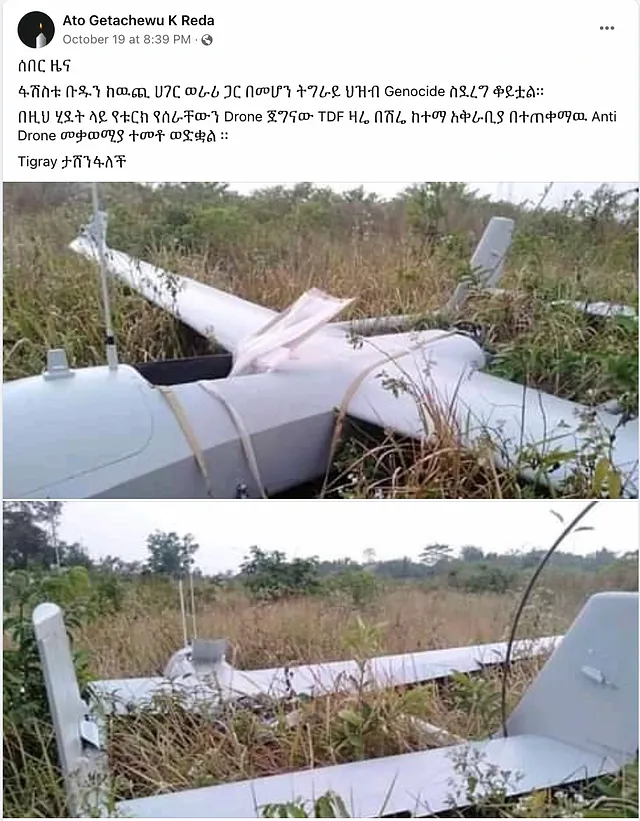 Ato Getachewu K Reda
October 19 at 8:39 PM ·
ሰበር ዜና
ፋሽስቱ ቡዱን ከዉጪ ሀገር ወራሪ ጋር በመሆን ትግራይ ህዝብ Genocide ስደረግ ቆይቷል።
በዚህ ሂደት ላይ የቱርክ የሰራቸውን Drone ጀግናው TDF ዛሬ በሽሬ ከተማ አቅራቢያ በተጠቀማዉ Anti
Drone መቃወሚያ ተመቶ ወድቋል ።
Tigray ታሸንፋለች